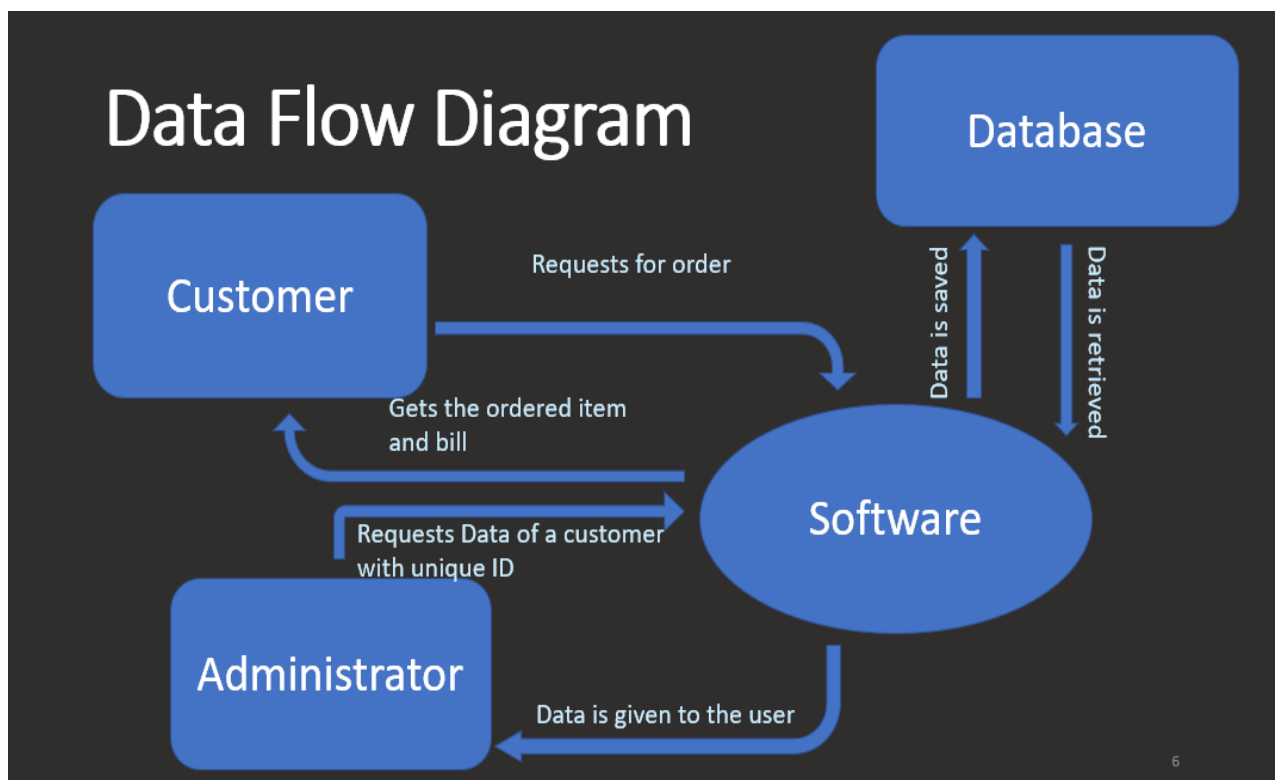 Data Flow Diagram
Database
Customer
Requests for order
Data is saved
Data is retrieved
Gets the ordered item
and bill
Software
Requests Data of a customer
with unique ID
Administrator
Data is given to the user
6